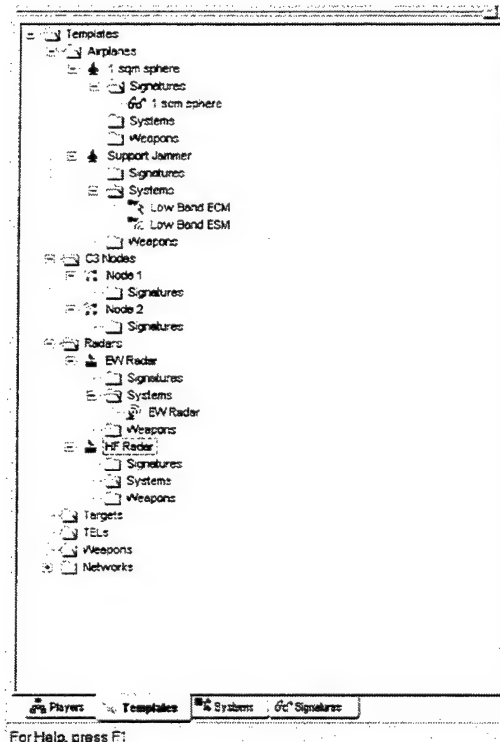 Templates
Airplanes
1 sqm sphere
Signatures
1 sqm sphere
Systems
Weapons
Support Jammer
Signatures
Systems
Low Band ECM
Low Band ESM
Weapons
C3 Nodes
Node 1
Signatures
Node 2
Signatures
Radars
EW Radar
Signatures
Systems
EW Radar
Weapons
HF Radar
Signatures
Systems
Weapons
Targets
TELs
Weapons
Networks
Players Templates Systems Signatures
For Help, press F1